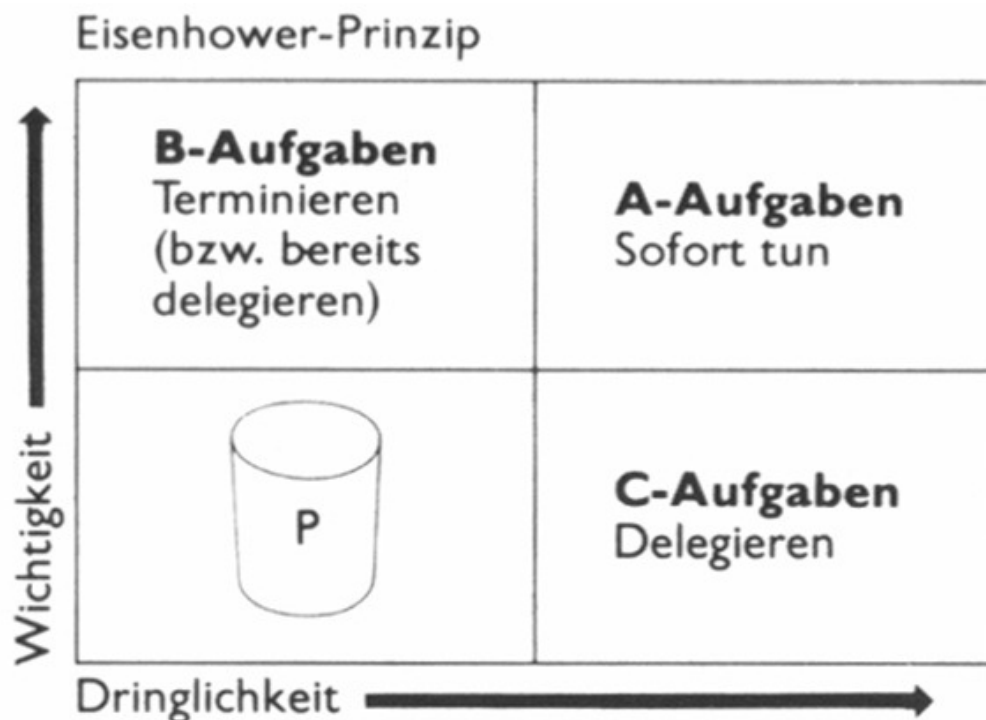 Eisenhower-Prinzip
B-Aufgaben
Terminieren
(bzw. bereits
delegieren)
A-Aufgaben
Sofort tun
P
C-Aufgaben
Delegieren
Wichtigkeit
Dringlichkeit